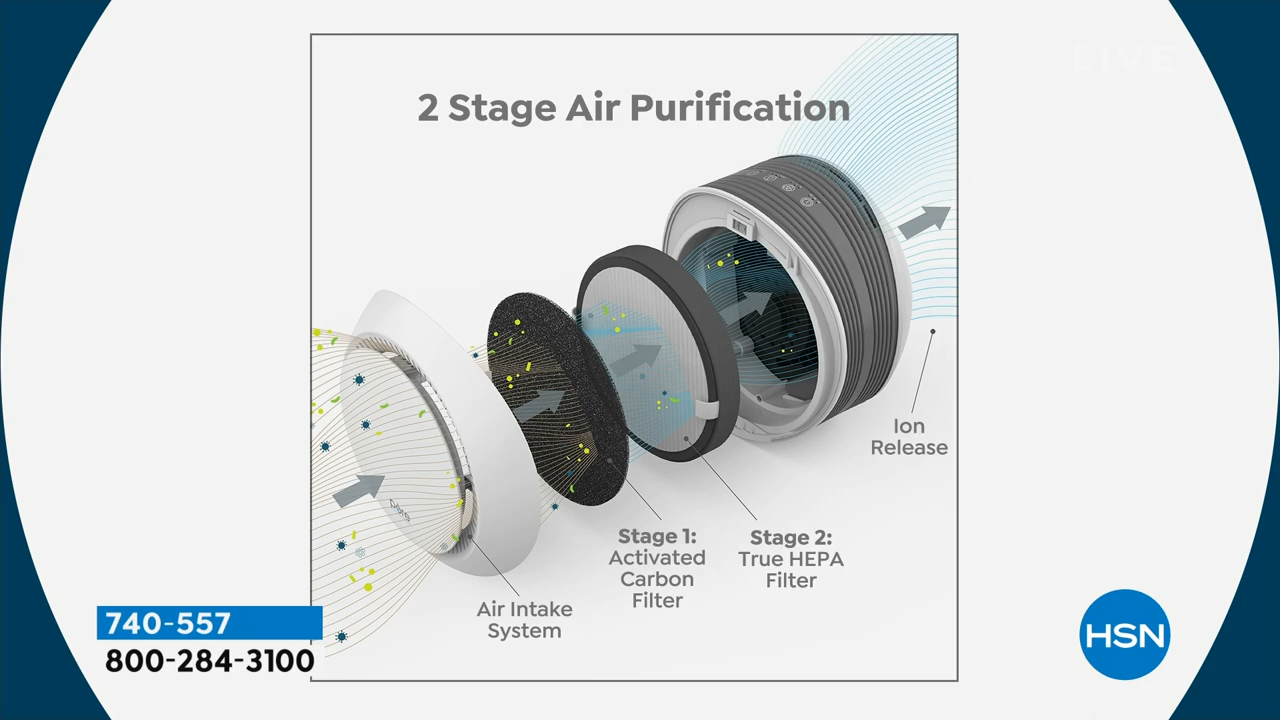 LIVE
2 Stage Air Purification
Ion
Release
Stage 1:
Activated
Carbon
Filter
Stage 2:
True HEPA
Filter
Air Intake
System
740-557
800-284-3100
HSN